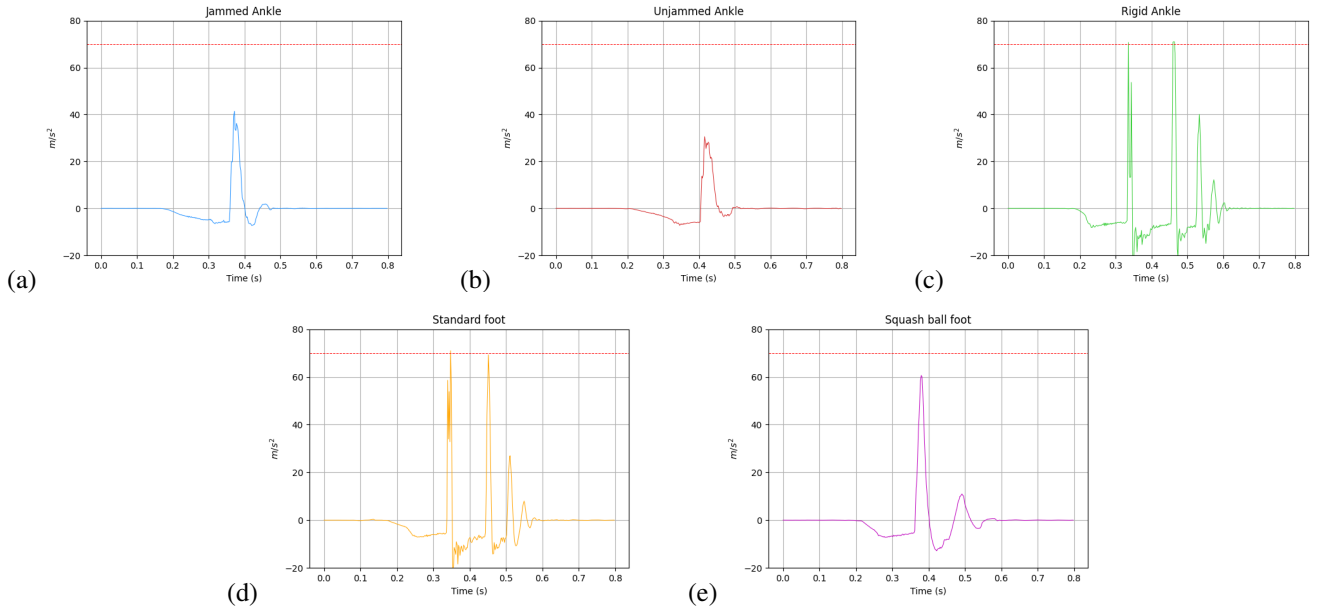 Jammed Ankle
80
60
40
20
0
−20
m/s²
0.0 0.1 0.2 0.3 0.4 0.5 0.6 0.7 0.8
Time (s)
(a)
Unjammed Ankle
80
60
40
20
0
−20
m/s²
0.0 0.1 0.2 0.3 0.4 0.5 0.6 0.7 0.8
Time (s)
(b)
Rigid Ankle
80
60
40
20
0
−20
m/s²
0.0 0.1 0.2 0.3 0.4 0.5 0.6 0.7 0.8
Time (s)
(c)
Standard foot
80
60
40
20
0
−20
m/s²
0.0 0.1 0.2 0.3 0.4 0.5 0.6 0.7 0.8
Time (s)
(d)
Squash ball foot
80
60
40
20
0
−20
m/s²
0.0 0.1 0.2 0.3 0.4 0.5 0.6 0.7 0.8
Time (s)
(e)